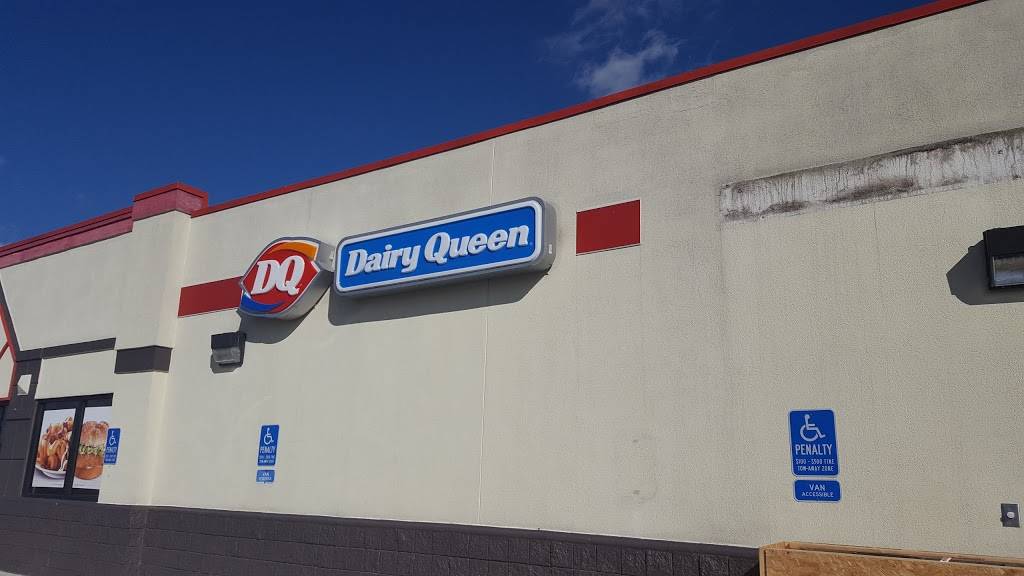 DQ
Dairy Queen
PENALTY
PENALTY
$100 - $500 FINE
TOW-AWAY ZONE
VAN
ACCESSIBLE